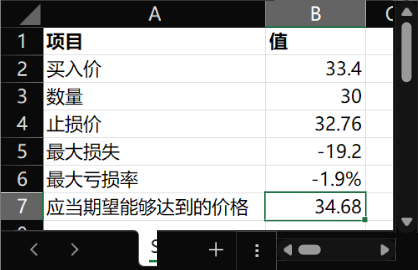 A B C
1 项目 值
2 买入价 33.4
3 数量 30
4 止损价 32.76
5 最大损失 -19.2
6 最大亏损率 -1.9%
7 应当期望能够达到的价格 34.68